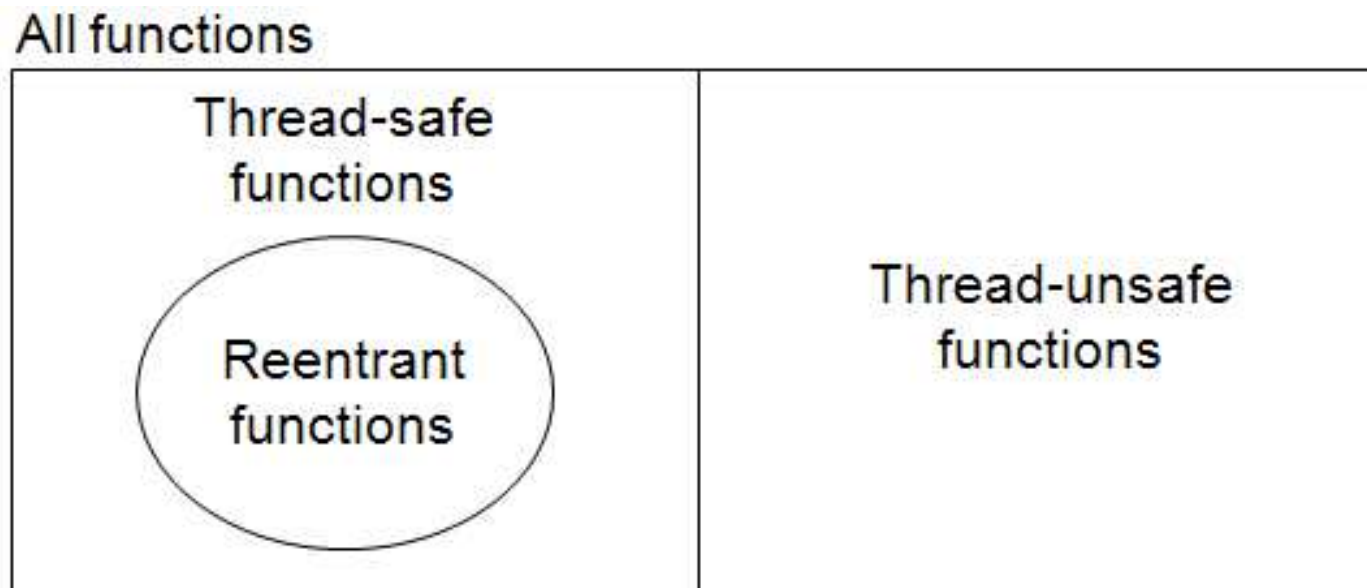 All functions
Thread-safe
functions
Reentrant
functions
Thread-unsafe
functions